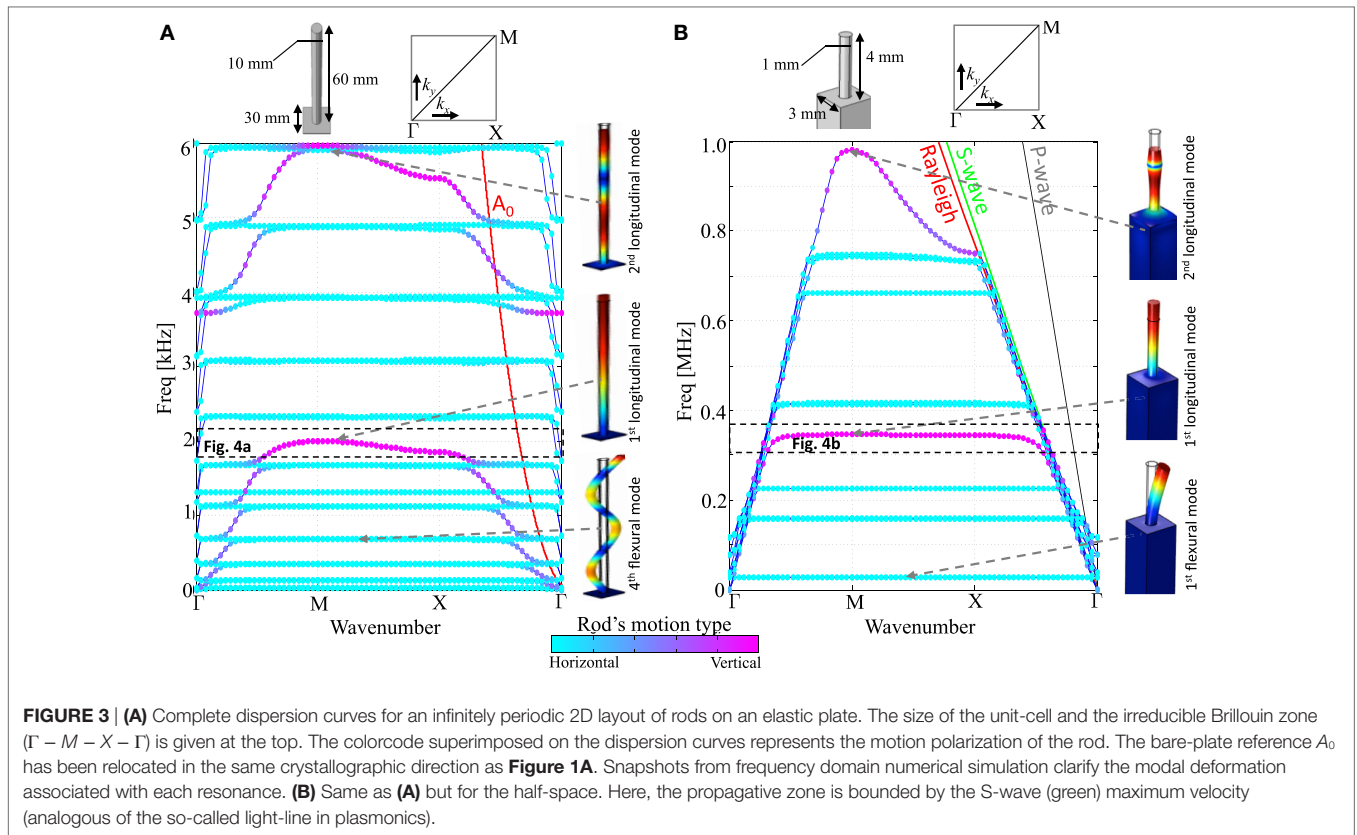 A
10 mm
60 mm
30 mm
M
ky
kx
Γ
X
6
5
4
3
2
1
0
Freq [kHz]
A0
Fig. 4a
Γ
M
X
Γ
Wavenumber
2nd longitudinal mode
1st longitudinal mode
4th flexural mode
B
1 mm
4 mm
3 mm
M
ky
kx
Γ
X
1.0
0.8
0.6
0.4
0.2
0
Freq [MHz]
Rayleigh
S-wave
P-wave
Fig. 4b
Γ
M
X
Γ
Wavenumber
2nd longitudinal mode
1st longitudinal mode
1st flexural mode
Rod's motion type
Horizontal
Vertical
FIGURE 3 | (A) Complete dispersion curves for an infinitely periodic 2D layout of rods on an elastic plate. The size of the unit-cell and the irreducible Brillouin zone
(Γ − M − X − Γ) is given at the top. The colorcode superimposed on the dispersion curves represents the motion polarization of the rod. The bare-plate reference A0
has been relocated in the same crystallographic direction as Figure 1A. Snapshots from frequency domain numerical simulation clarify the modal deformation
associated with each resonance. (B) Same as (A) but for the half-space. Here, the propagative zone is bounded by the S-wave (green) maximum velocity
(analogous of the so-called light-line in plasmonics).